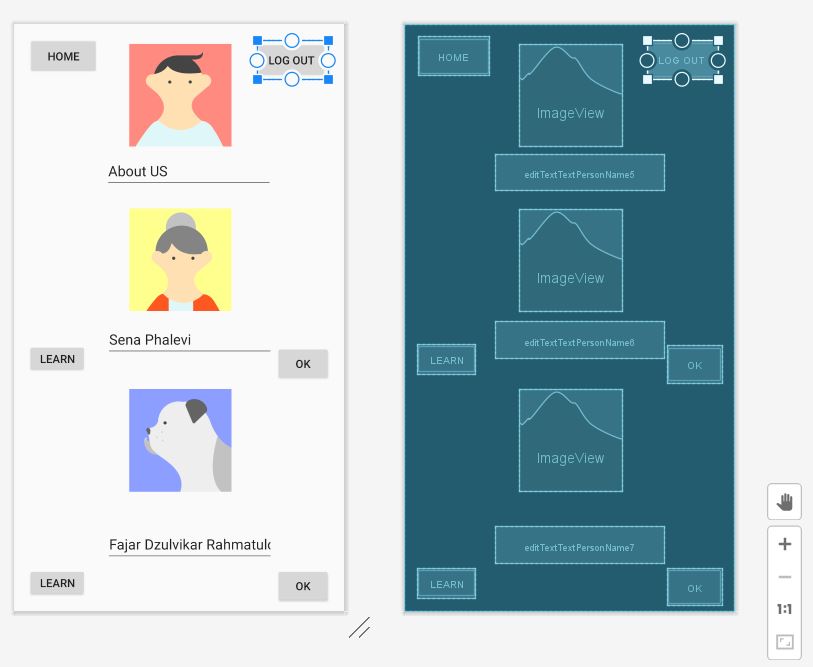 HOME
LOG OUT
About US
Sena Phalevi
LEARN
OK
Fajar Dzulvikar Rahmatul
LEARN
OK
HOME
LOG OUT
ImageView
editTextTextPersonName5
ImageView
editTextTextPersonName6
LEARN
OK
ImageView
editTextTextPersonName7
LEARN
OK
1:1